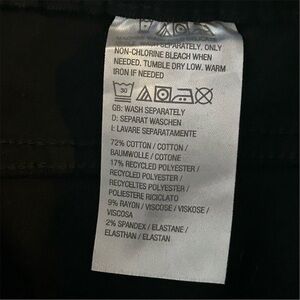 SEPARATELY, ONLY
NON-CHLORINE BLEACH WHEN
NEEDED. TUMBLE DRY LOW. WARM
IRON IF NEEDED
30
GB: WASH SEPARATELY
D: SEPARAT WASCHEN
I: LAVARE SEPARATAMENTE
72% COTTON / COTTON /
BAUMWOLLE / COTONE
17% RECYCLED POLYESTER /
RECYCLED POLYESTER /
RECYCELTES POLYESTER /
POLIESTERE RICICLATO
9% RAYON / VISCOSE / VISKOSE /
VISCOSA
2% SPANDEX / ELASTANE /
ELASTHAN / ELASTAN